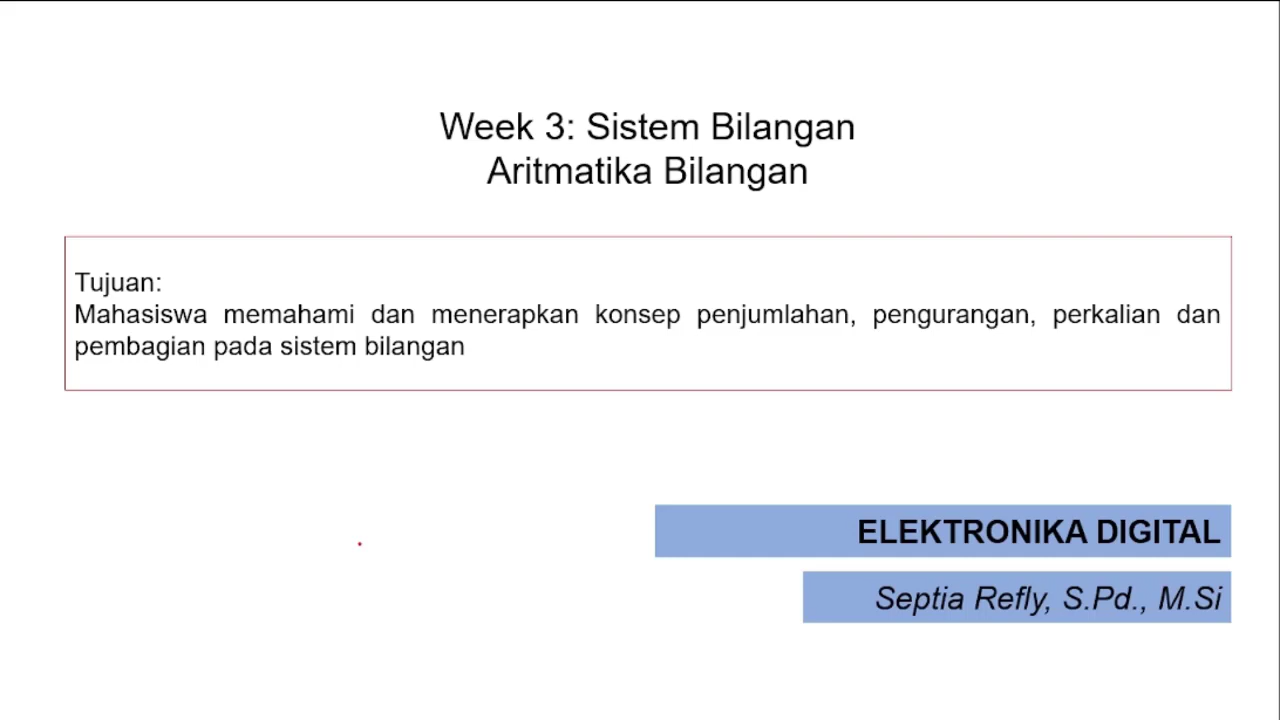 Week 3: Sistem Bilangan
Aritmatika Bilangan
Tujuan:
Mahasiswa memahami dan menerapkan konsep penjumlahan, pengurangan, perkalian dan
pembagian pada sistem bilangan
ELEKTRONIKA DIGITAL
Septia Refly, S.Pd., M.Si